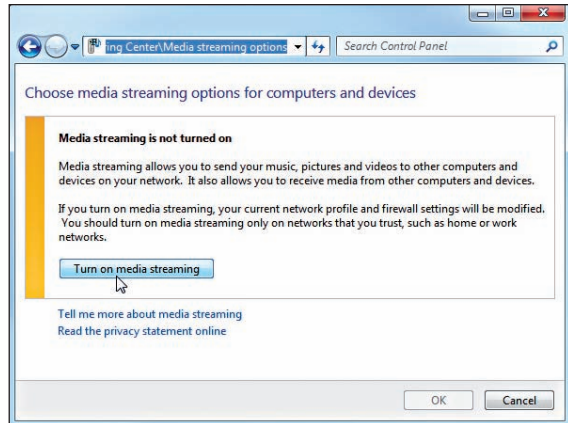 ing Center\Media streaming options
Search Control Panel
Choose media streaming options for computers and devices
Media streaming is not turned on
Media streaming allows you to send your music, pictures and videos to other computers and
devices on your network. It also allows you to receive media from other computers and devices.
If you turn on media streaming, your current network profile and firewall settings will be modified.
You should turn on media streaming only on networks that you trust, such as home or work
networks.
Turn on media streaming
Tell me more about media streaming
Read the privacy statement online
OK
Cancel